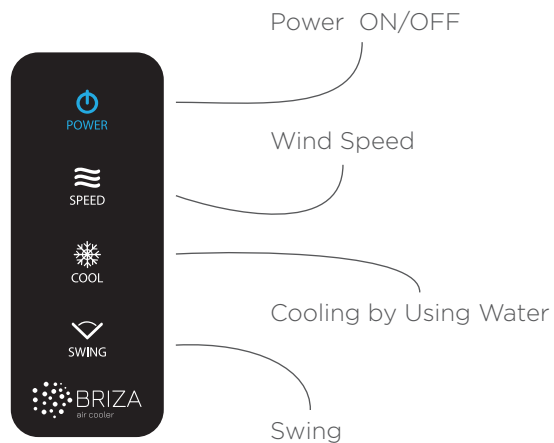 Power ON/OFF
POWER
Wind Speed
SPEED
COOL
Cooling by Using Water
SWING
BRIZA
air cooler
Swing